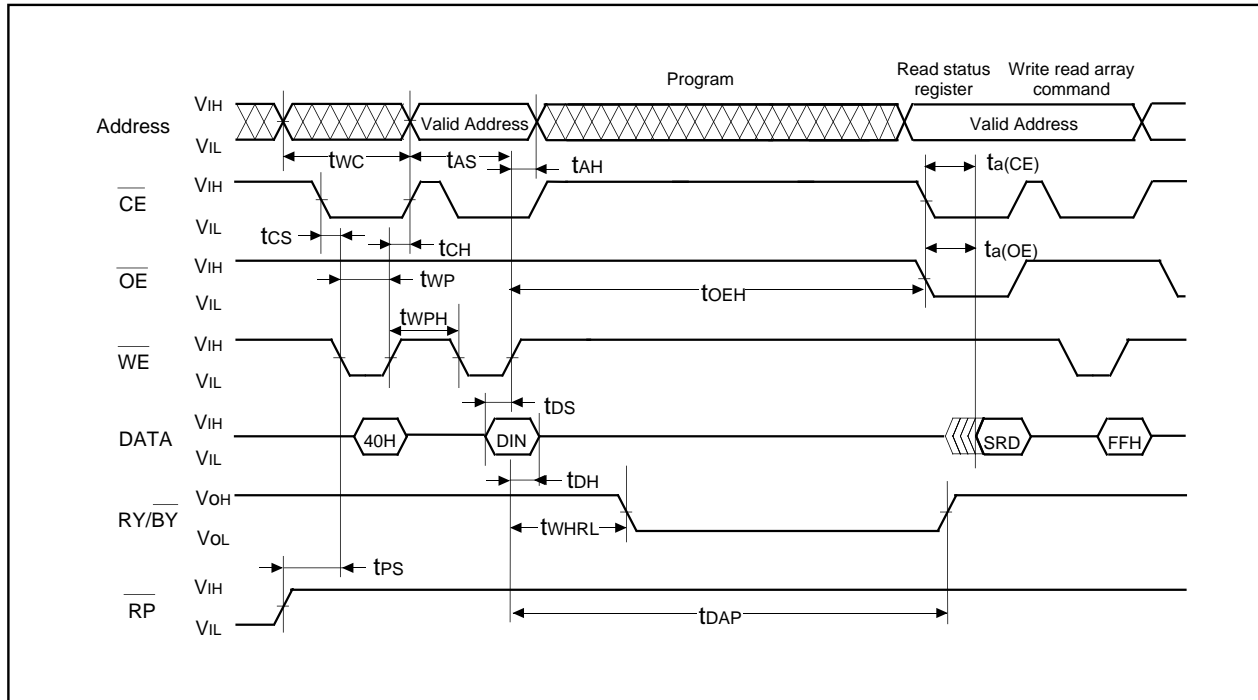 Program
Read status register
Write read array command
Address
VIH
VIL
Valid Address
Valid Address
tWC
tAS
tAH
ta(CE)
CE
VIH
VIL
tCS
tCH
ta(OE)
OE
VIH
VIL
tWP
tOEH
tWPH
WE
VIH
VIL
tDS
DATA
VIH
VIL
40H
DIN
SRD
FFH
tDH
RY/BY
VOH
VOL
tWHRL
tPS
RP
VIH
VIL
tDAP